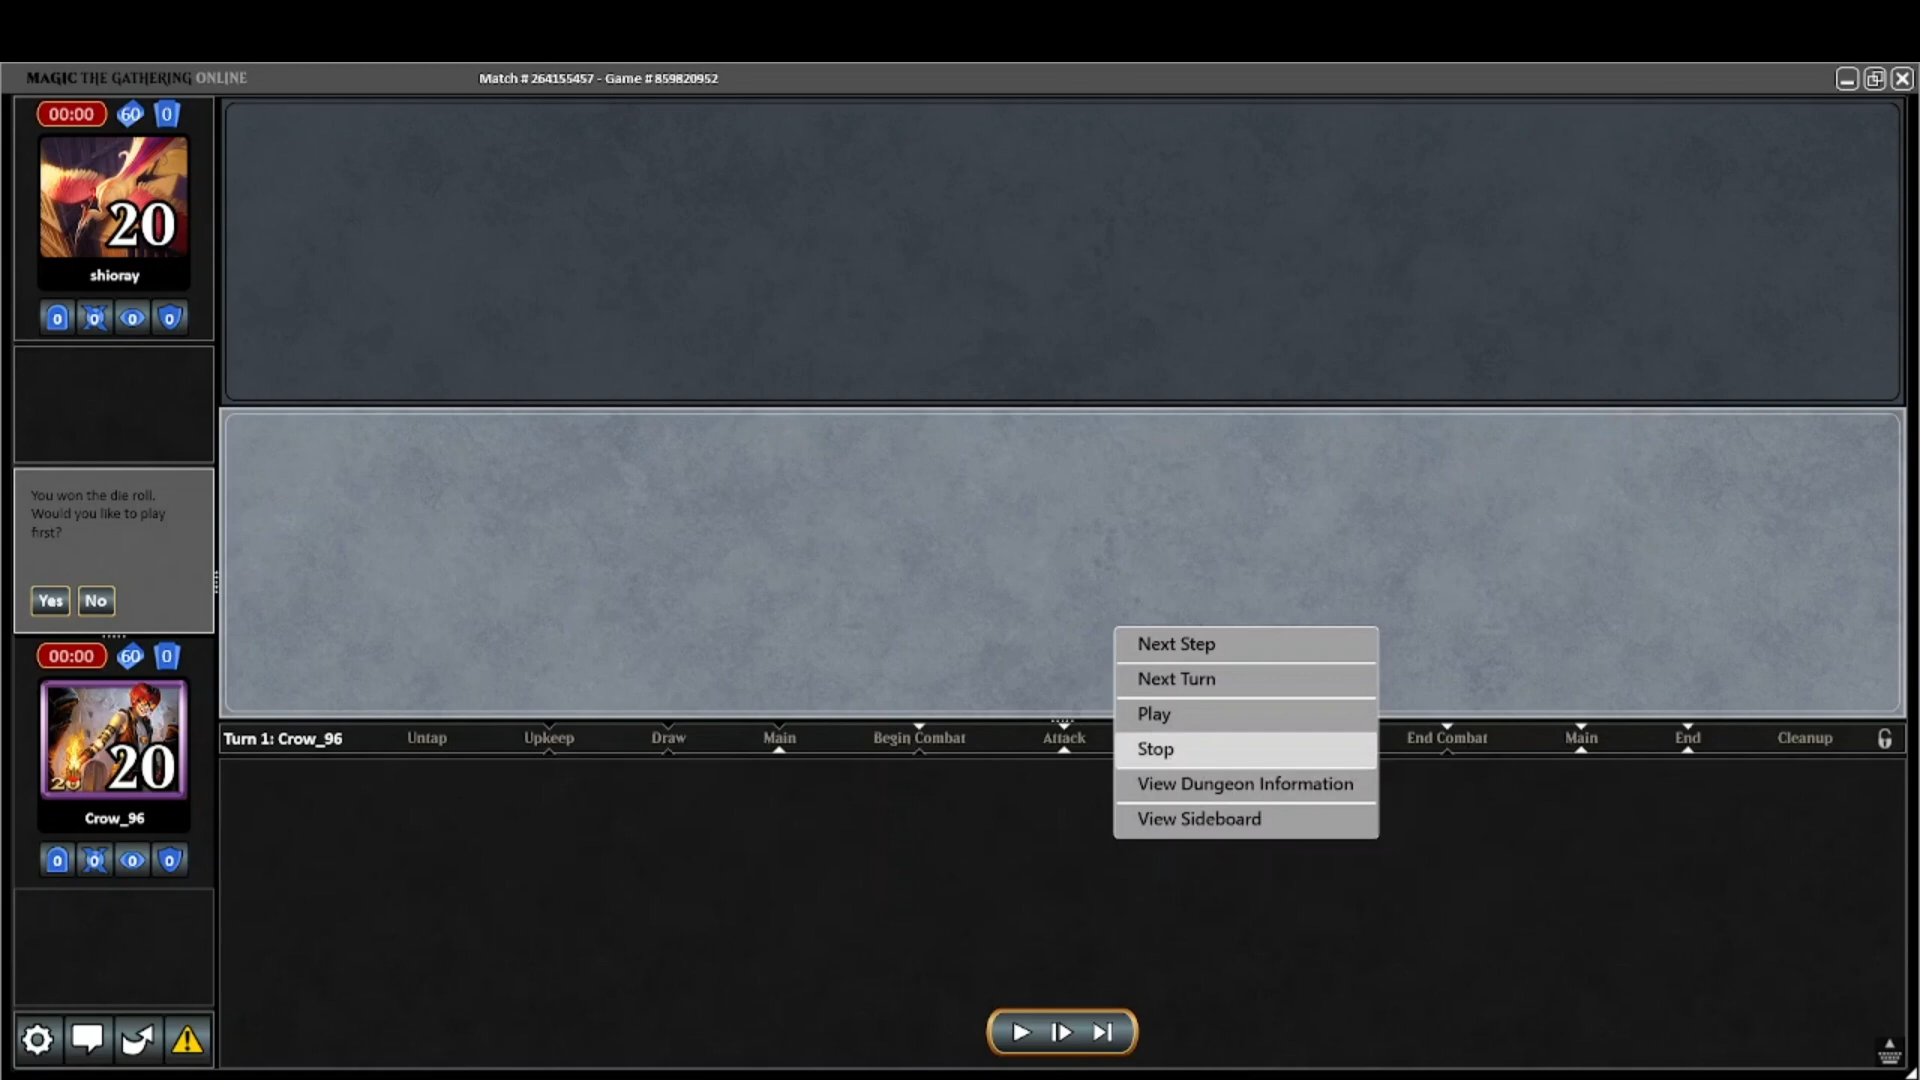 MAGIC THE GATHERING ONLINE
Match # 264155457 - Game # 859820952
00:00 60 0
20
shioray
0 0 0 0
You won the die roll.
Would you like to play
first?
Yes No
00:00 60 0
20
Crow_96
0 0 0 0
Turn 1: Crow_96 Untap Upkeep Draw Main Begin Combat Attack End Combat Main End Cleanup
Next Step
Next Turn
Play
Stop
View Dungeon Information
View Sideboard